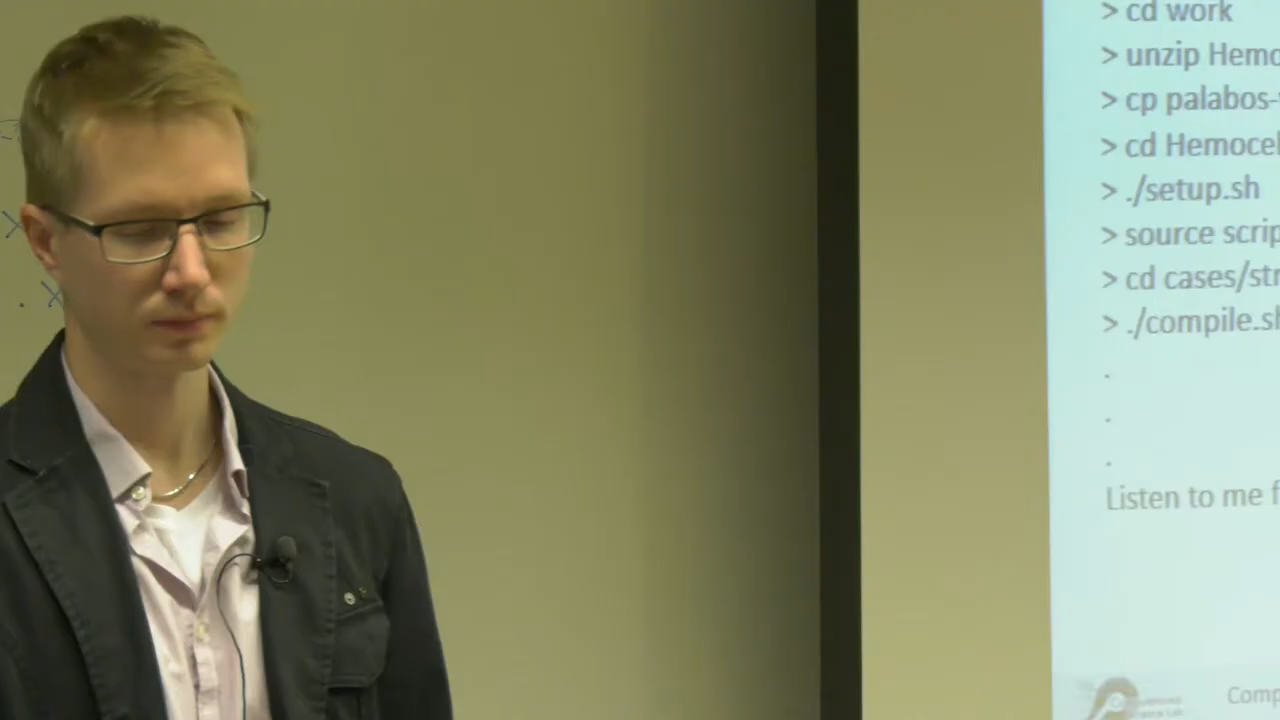 > cd work
> unzip Hemo
> cp palabos-
> cd Hemocel
> ./setup.sh
> source scrip
> cd cases/str
> ./compile.sh
.
.
.
Listen to me f
Comp